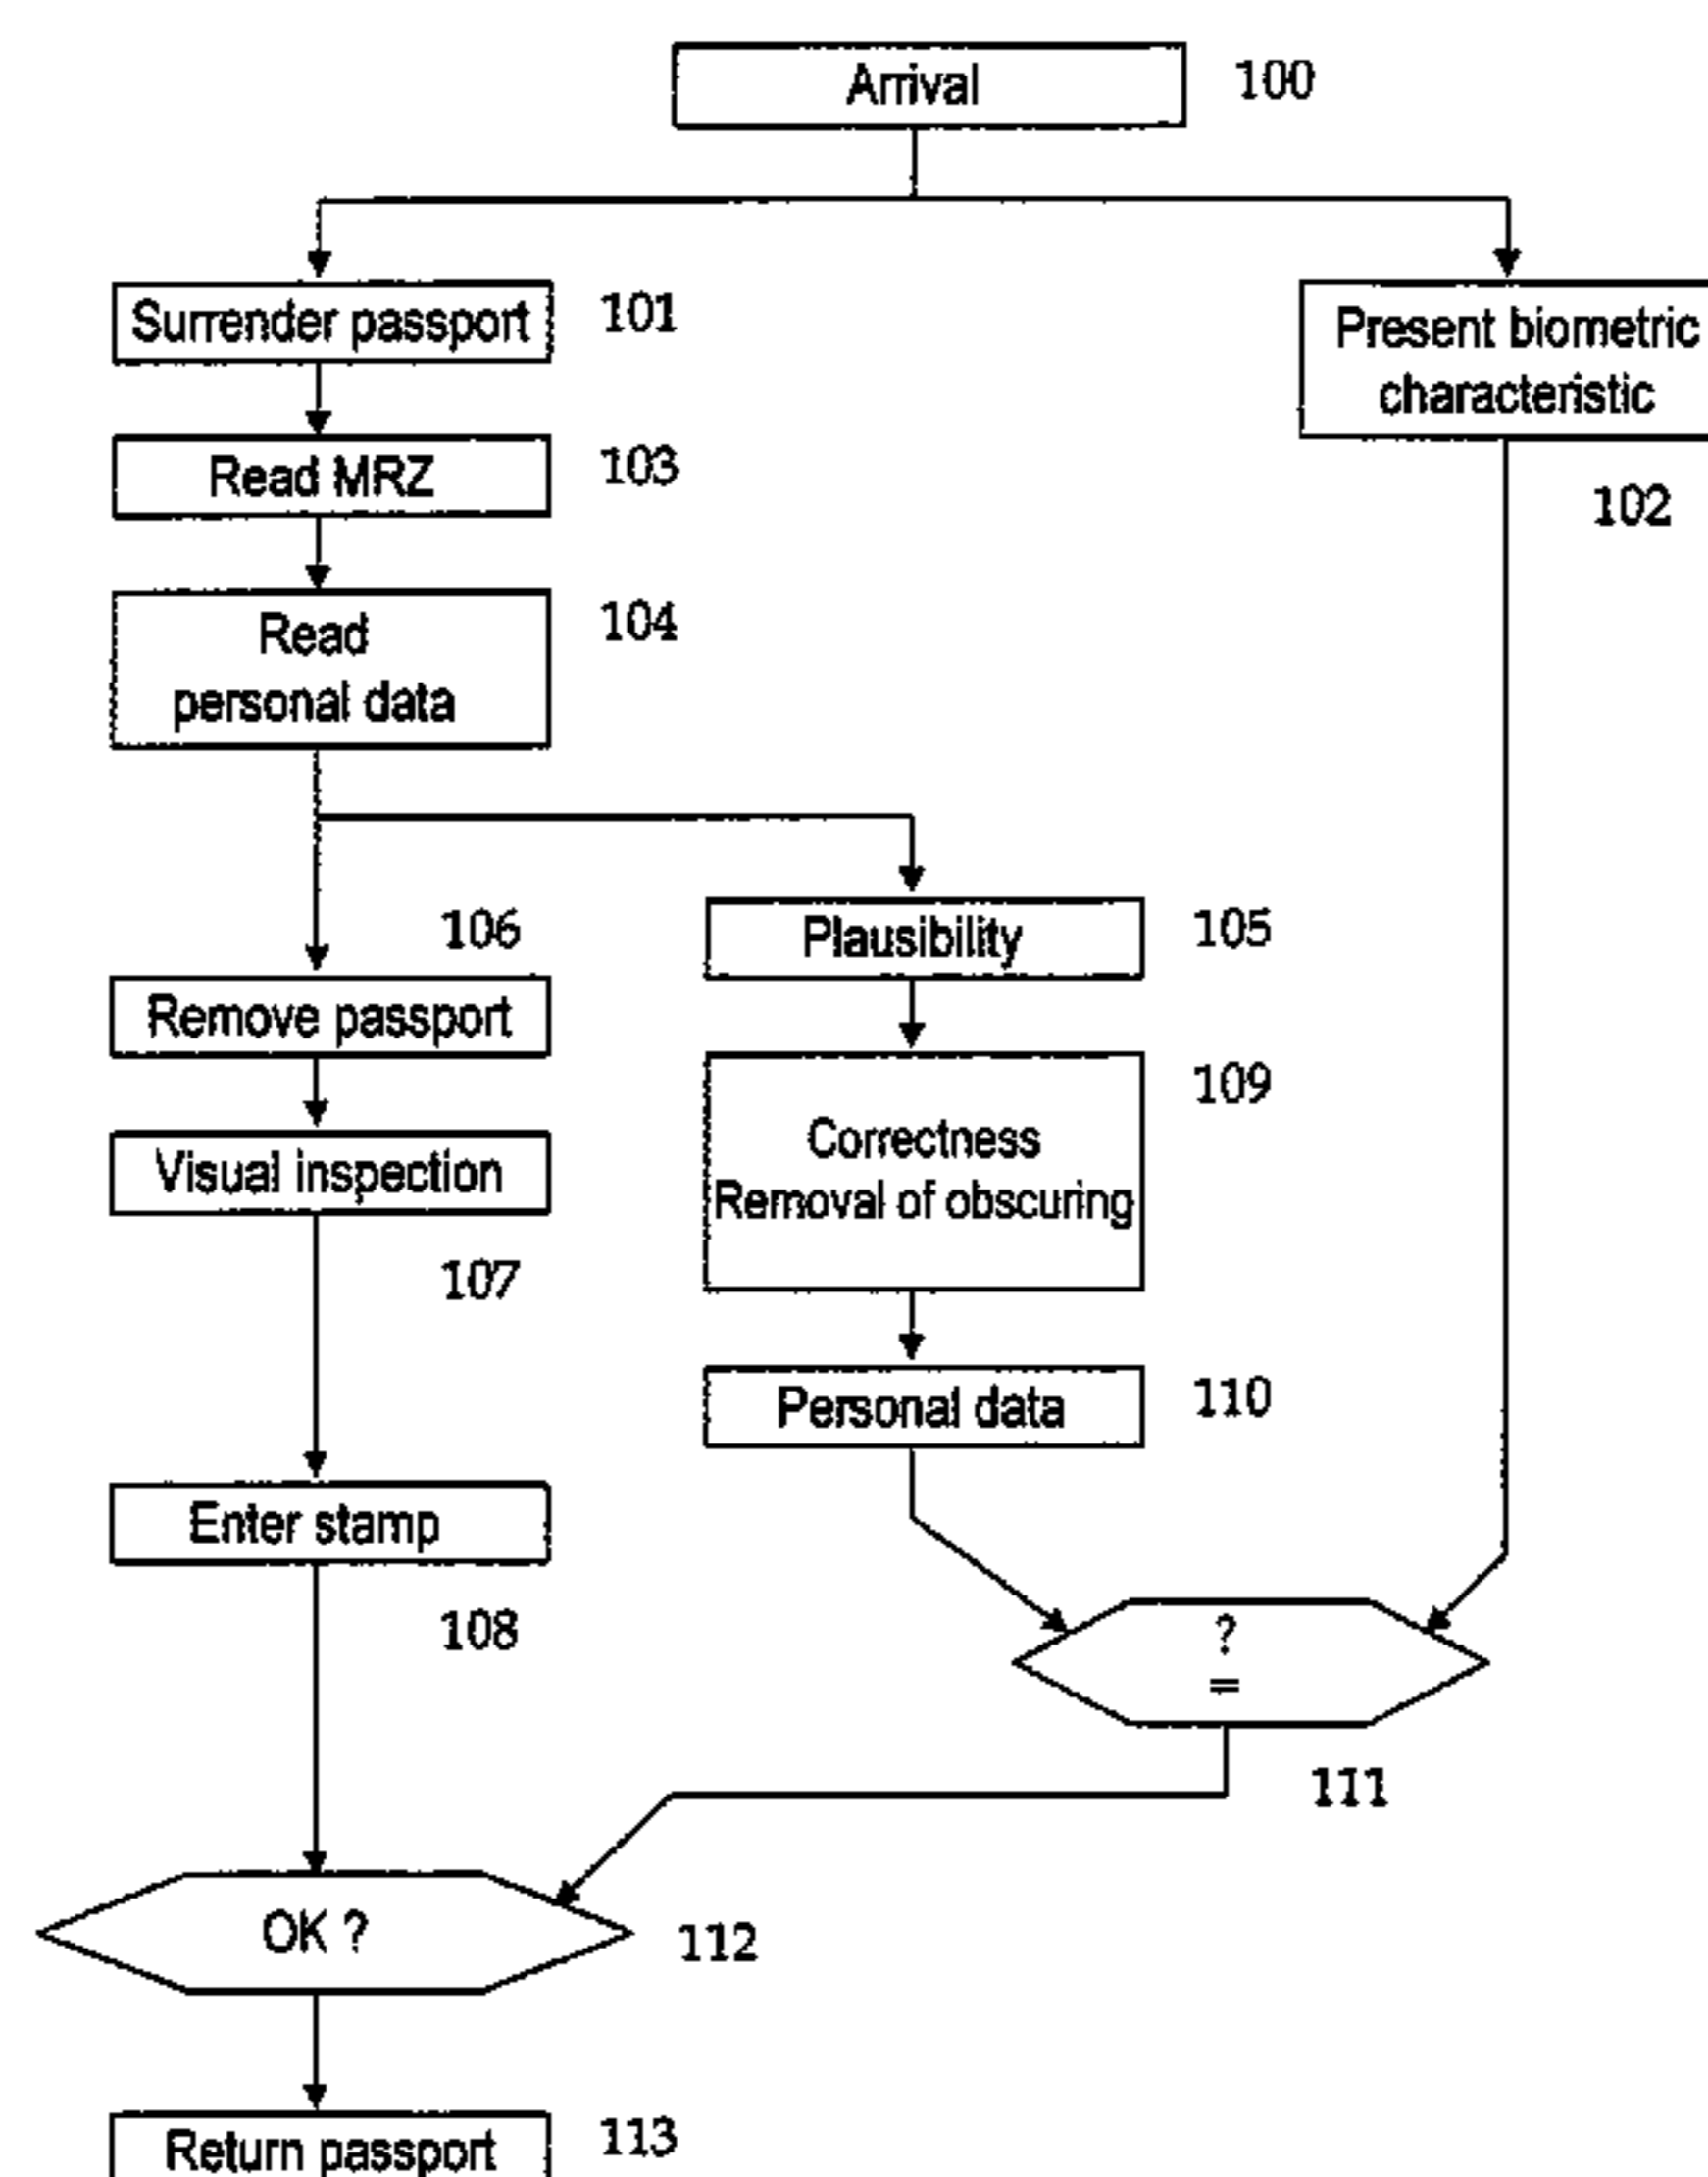 Arrival 100
Surrender passport 101
Present biometric
characteristic
102
Read MRZ 103
Read
personal data
104
106
Remove passport
Plausibility 105
Visual inspection
107
Correctness
Removal of obscuring
109
Personal data 110
Enter stamp
108
?
=
111
OK ? 112
Return passport 113